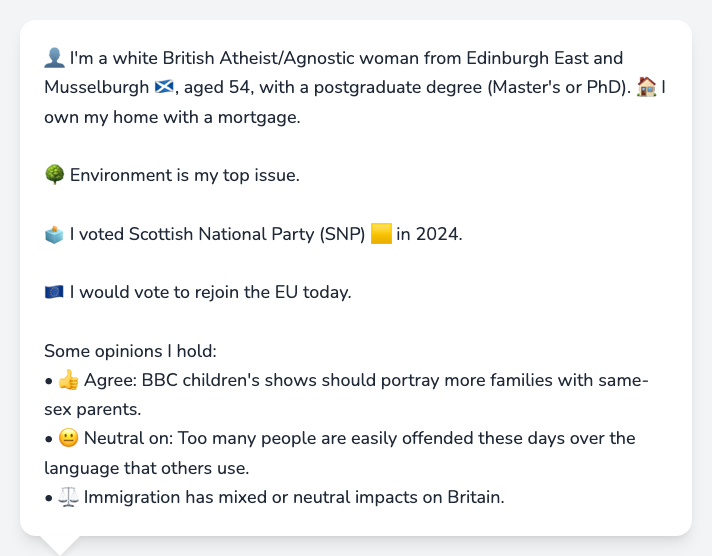 👤 I'm a white British Atheist/Agnostic woman from Edinburgh East and
Musselburgh 🏴󠁧󠁢󠁳󠁣󠁴󠁿, aged 54, with a postgraduate degree (Master's or PhD). 🏠 I
own my home with a mortgage.
🌳 Environment is my top issue.
🗳️ I voted Scottish National Party (SNP) 🟨 in 2024.
🇪🇺 I would vote to rejoin the EU today.
Some opinions I hold:
• 👍 Agree: BBC children's shows should portray more families with same-
sex parents.
• 😐 Neutral on: Too many people are easily offended these days over the
language that others use.
• ⚖️ Immigration has mixed or neutral impacts on Britain.